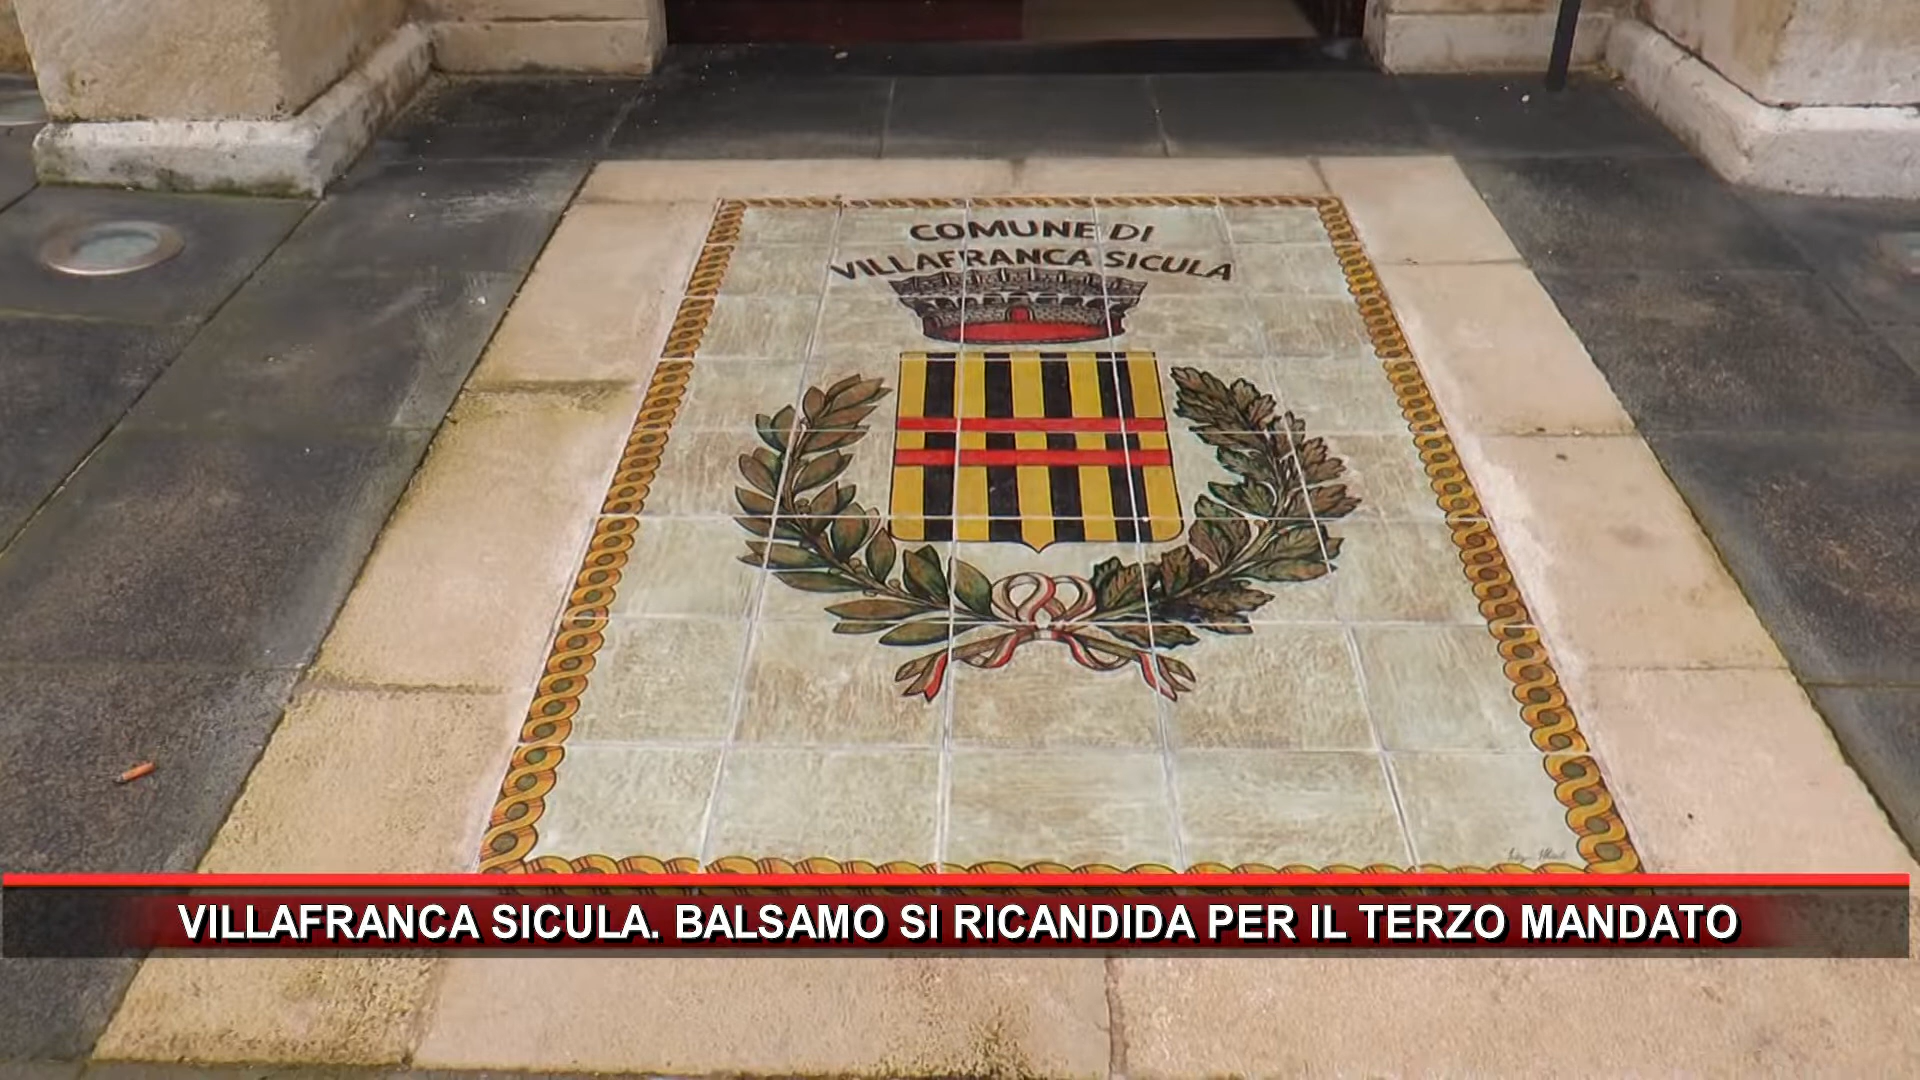 COMUNE DI
VILLAFRANCA SICULA
VILLAFRANCA SICULA. BALSAMO SI RICANDIDA PER IL TERZO MANDATO